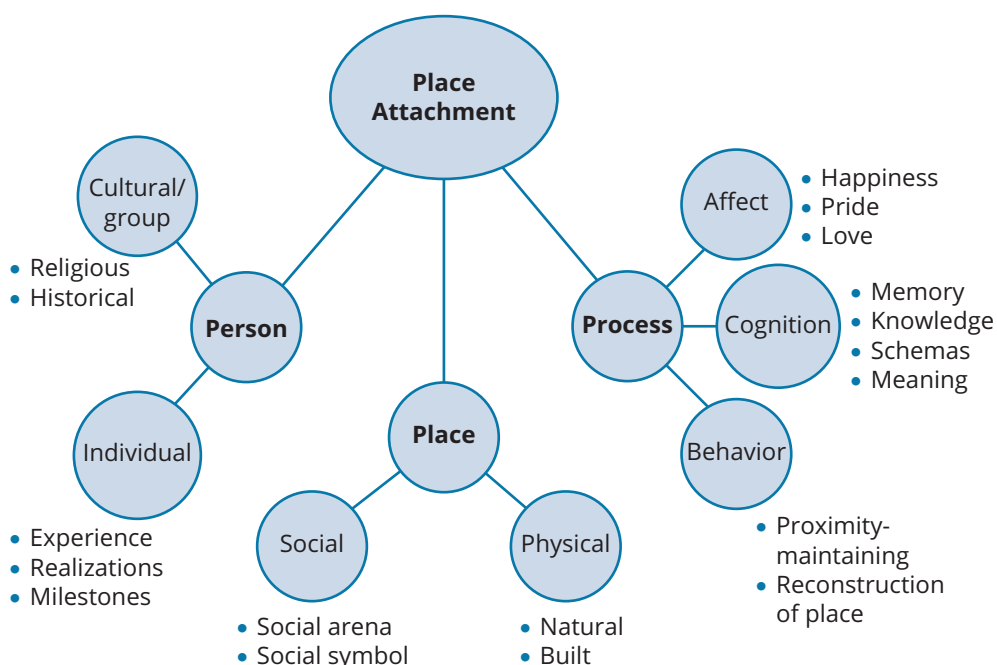 Place
Attachment
Cultural/
group
• Religious
• Historical
Person
Individual
• Experience
• Realizations
• Milestones
Place
Social
• Social arena
• Social symbol
Physical
• Natural
• Built
Process
Affect
• Happiness
• Pride
• Love
Cognition
• Memory
• Knowledge
• Schemas
• Meaning
Behavior
• Proximity-
maintaining
• Reconstruction
of place